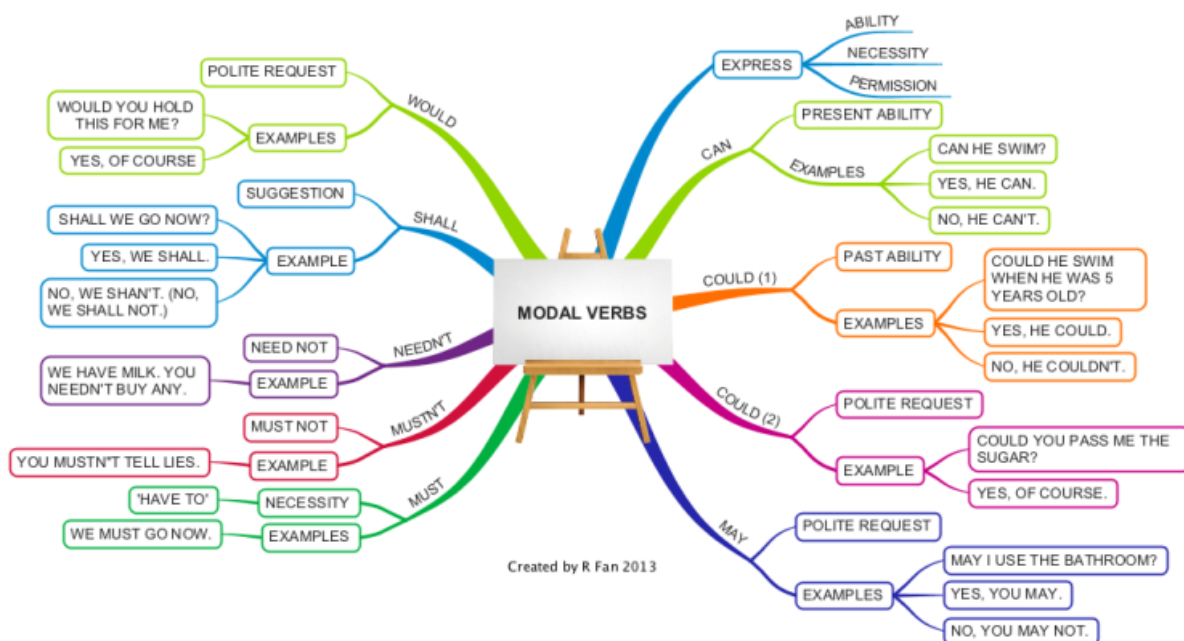 MODAL VERBS
EXPRESS
ABILITY
NECESSITY
PERMISSION
CAN
PRESENT ABILITY
EXAMPLES
CAN HE SWIM?
YES, HE CAN.
NO, HE CAN'T.
COULD (1)
PAST ABILITY
EXAMPLES
COULD HE SWIM
WHEN HE WAS 5
YEARS OLD?
YES, HE COULD.
NO, HE COULDN'T.
COULD (2)
POLITE REQUEST
EXAMPLE
COULD YOU PASS ME THE
SUGAR?
YES, OF COURSE.
MAY
POLITE REQUEST
EXAMPLES
MAY I USE THE BATHROOM?
YES, YOU MAY.
NO, YOU MAY NOT.
WOULD
POLITE REQUEST
EXAMPLES
WOULD YOU HOLD
THIS FOR ME?
YES, OF COURSE
SHALL
SUGGESTION
EXAMPLE
SHALL WE GO NOW?
YES, WE SHALL.
NO, WE SHAN'T. (NO,
WE SHALL NOT.)
NEEDN'T
NEED NOT
EXAMPLE
WE HAVE MILK. YOU
NEEDN'T BUY ANY.
MUSTN'T
MUST NOT
EXAMPLE
YOU MUSTN"T TELL LIES.
MUST
NECESSITY
'HAVE TO'
EXAMPLES
WE MUST GO NOW.
Created by R Fan 2013